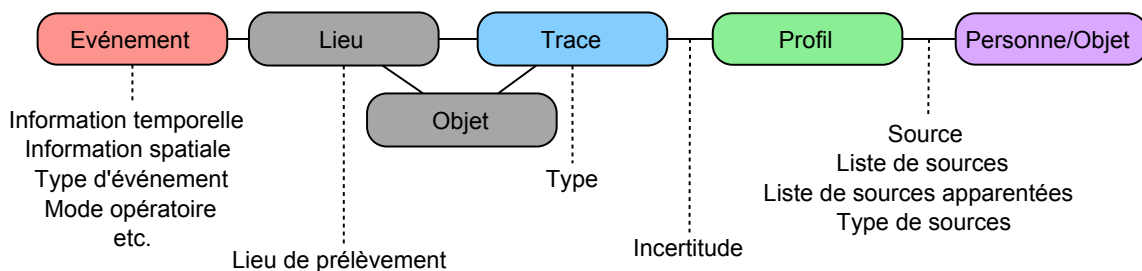 Evénement
Lieu
Trace
Profil
Personne/Objet
Objet
Information temporelle
Information spatiale
Type d'événement
Mode opératoire
etc.
Lieu de prélèvement
Type
Incertitude
Source
Liste de sources
Liste de sources apparentées
Type de sources